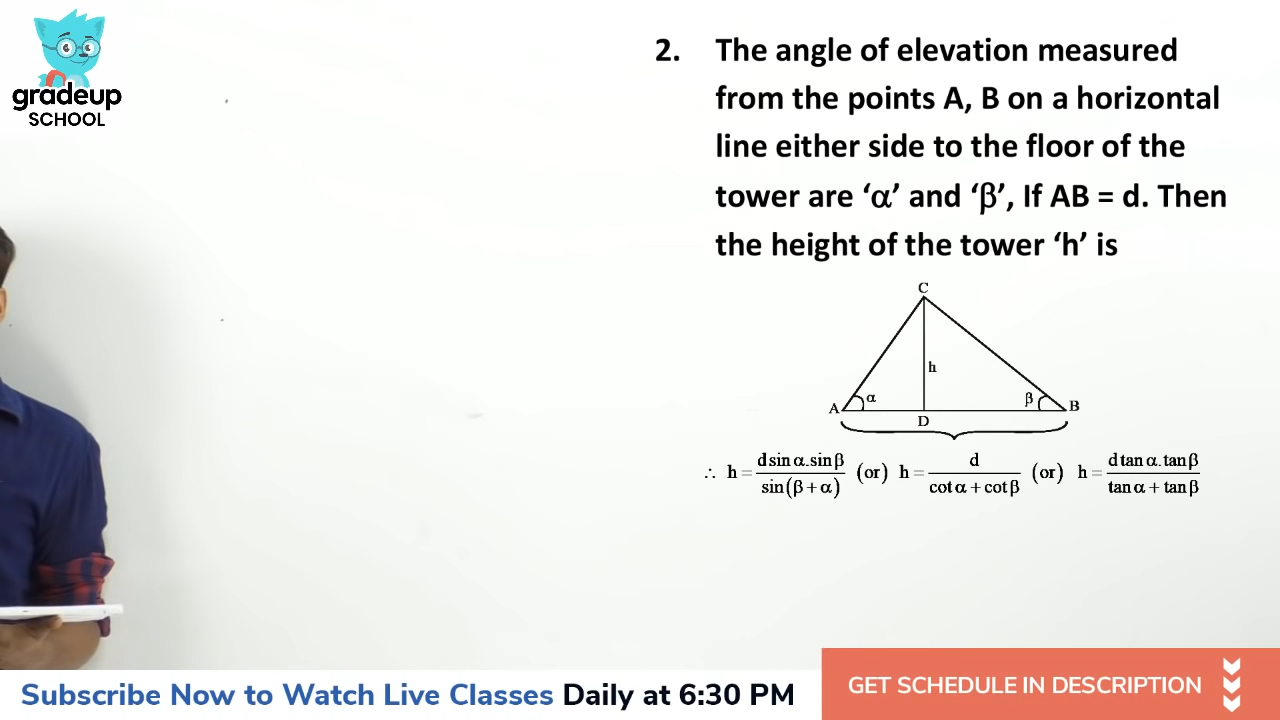 gradeup
SCHOOL
2. The angle of elevation measured
from the points A, B on a horizontal
line either side to the floor of the
tower are ‘α’ and ‘β’, If AB = d. Then
the height of the tower ‘h’ is
C
h
A α β B
D
∴ h = d sin α. sin β / sin(β + α) (or) h = d / cot α + cot β (or) h = d tan α. tan β / tan α + tan β
Subscribe Now to Watch Live Classes Daily at 6:30 PM
GET SCHEDULE IN DESCRIPTION